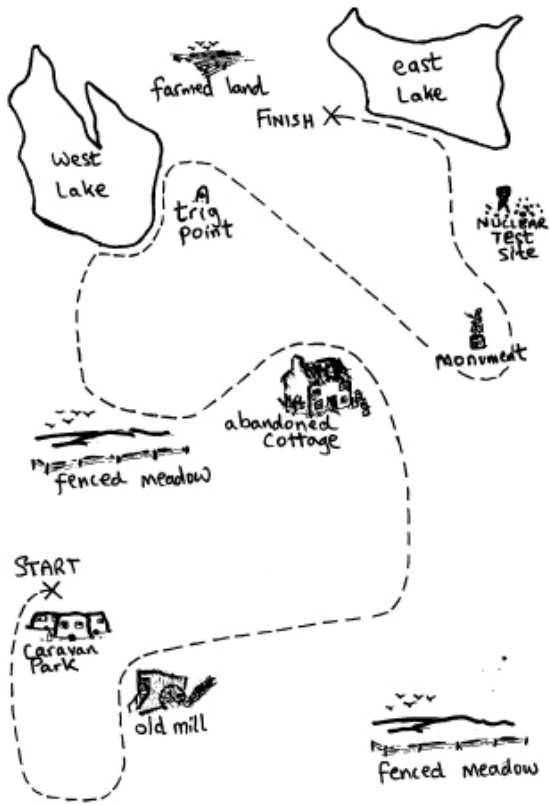 east
Lake
farmed land
FINISH
West
Lake
trig
point
NUCLEAR
TEST
site
monument
abandoned
cottage
fenced meadow
START
Caravan
Park
old mill
fenced meadow